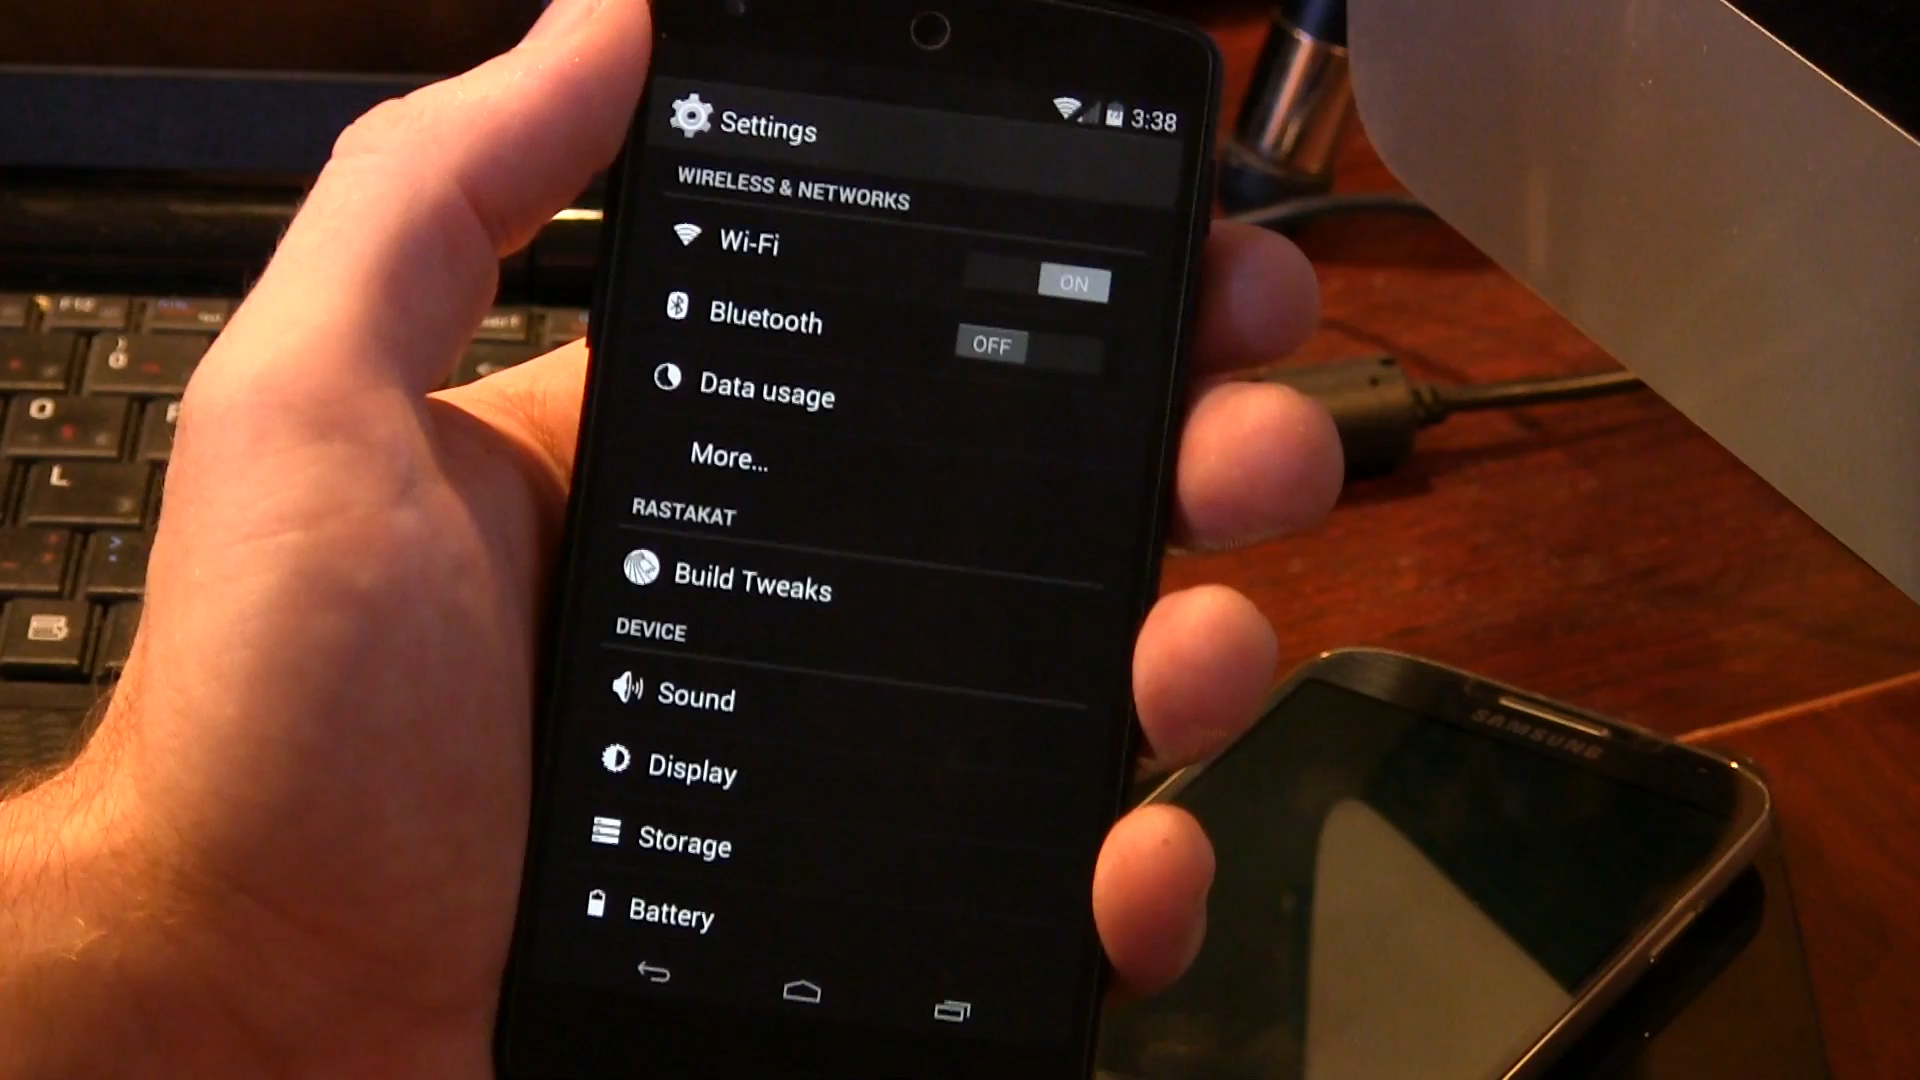 Settings
3:38
WIRELESS & NETWORKS
Wi-Fi
ON
Bluetooth
OFF
Data usage
More...
RASTAKAT
Build Tweaks
DEVICE
Sound
Display
Storage
Battery
O
L
SAMSUNG